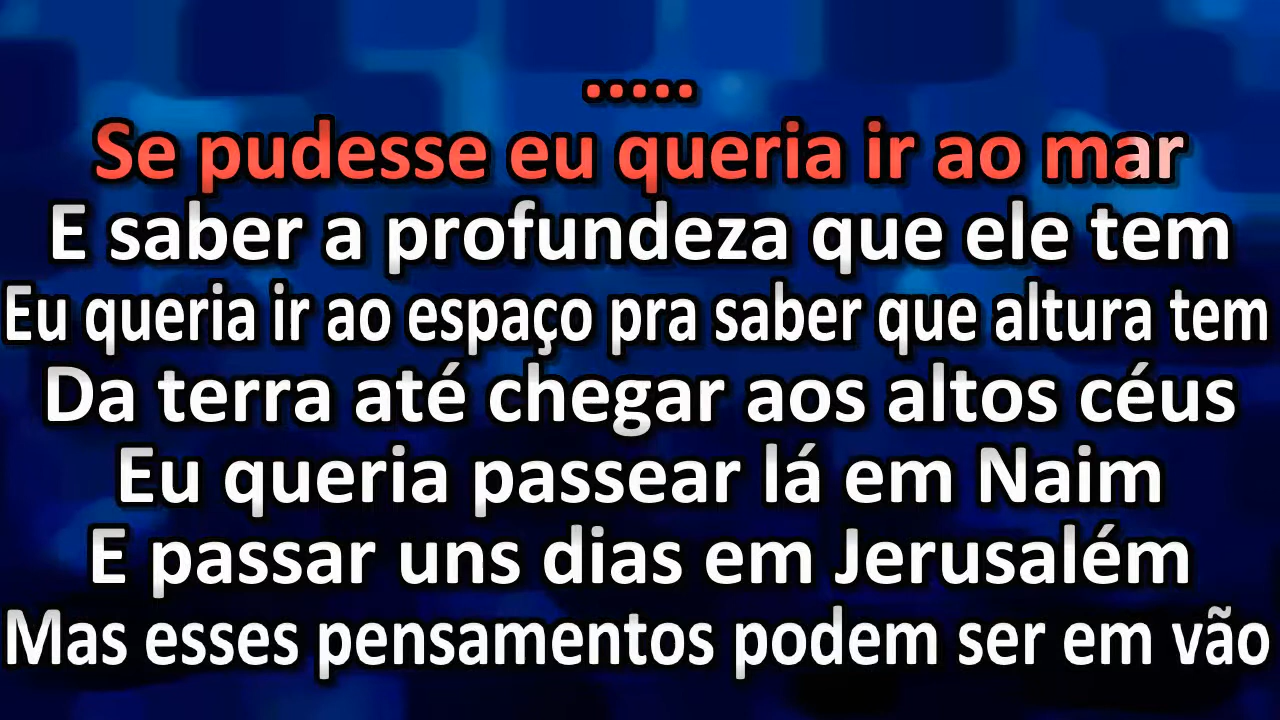 .....
Se pudesse eu queria ir ao mar
E saber a profundeza que ele tem
Eu queria ir ao espaço pra saber que altura tem
Da terra até chegar aos altos céus
Eu queria passear lá em Naim
E passar uns dias em Jerusalém
Mas esses pensamentos podem ser em vão